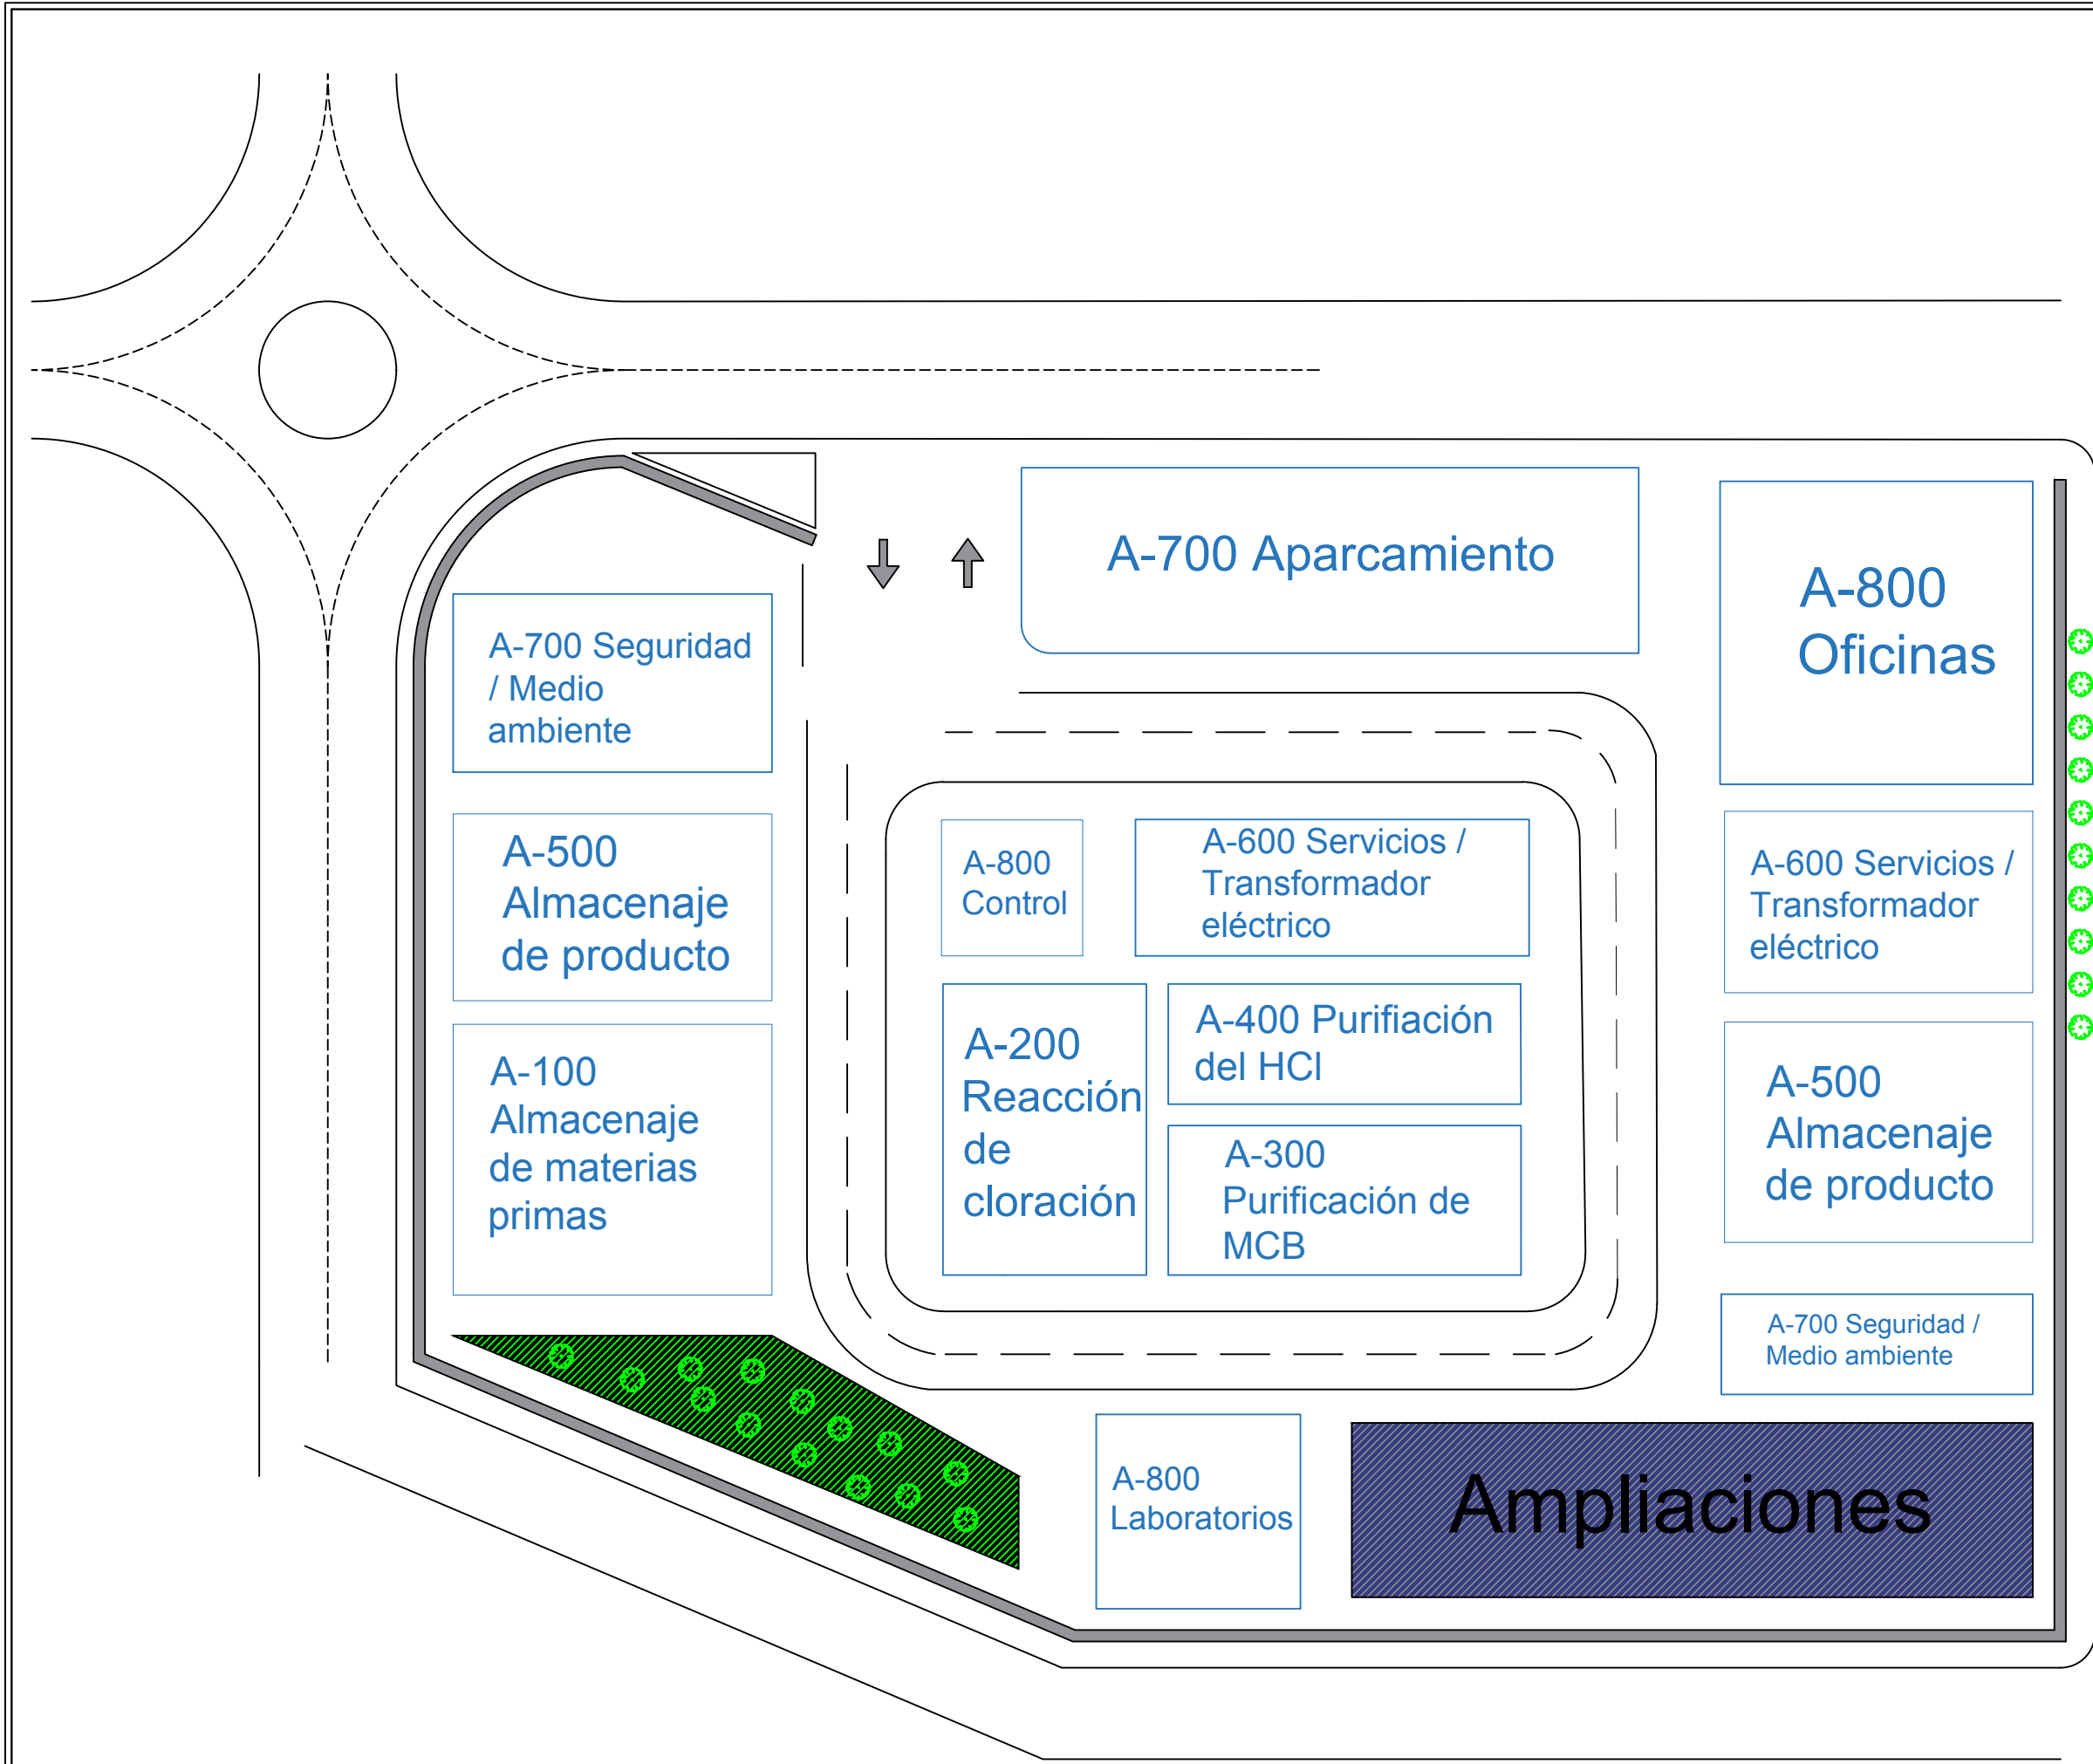 A-700 Aparcamiento
A-800
Oficinas
A-700 Seguridad
/ Medio
ambiente
A-500
Almacenaje
de producto
A-800
Control
A-600 Servicios /
Transformador
eléctrico
A-600 Servicios /
Transformador
eléctrico
A-100
Almacenaje
de materias
primas
A-200
Reacción
de
cloración
A-400 Purifiación
del HCl
A-300
Purificación de
MCB
A-500
Almacenaje
de producto
A-700 Seguridad /
Medio ambiente
A-800
Laboratorios
Ampliaciones